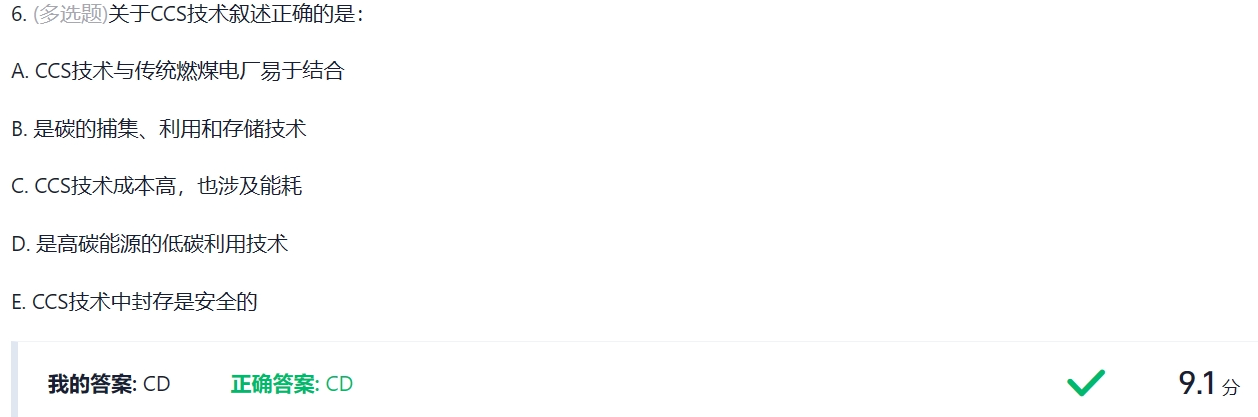 6. (多选题)关于CCS技术叙述正确的是：
A. CCS技术与传统燃煤电厂易于结合
B. 是碳的捕集、利用和存储技术
C. CCS技术成本高，也涉及能耗
D. 是高碳能源的低碳利用技术
E. CCS技术中封存是安全的
我的答案: CD 正确答案: CD 9.1 分